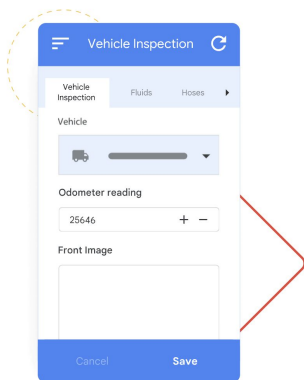 Vehicle Inspection
Vehicle
Inspection
Fluids
Hoses
Vehicle
Odometer reading
25646
+ −
Front Image
Cancel
Save